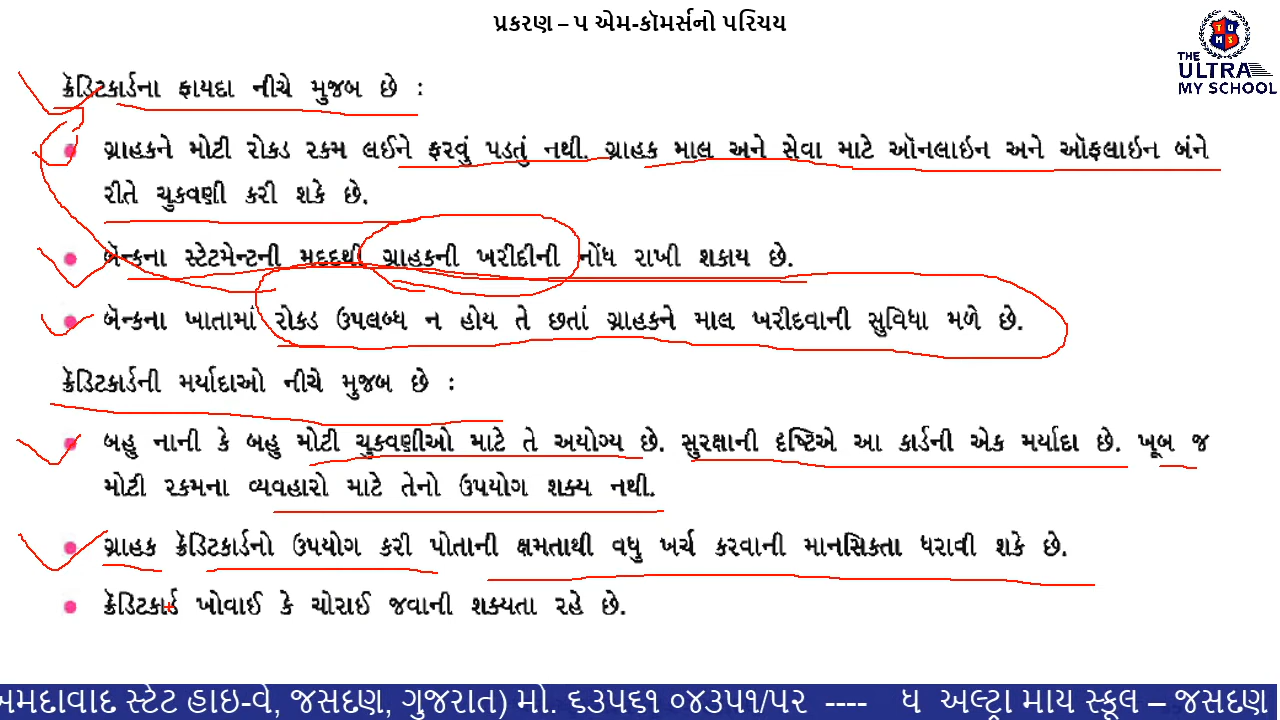 પ્રકરણ – ૫ એમ-કૉમર્સનો પરિચય
THE
ULTRA
MY SCHOOL
T U
M S
ક્રૅડિટકાર્ડના ફાયદા નીચે મુજબ છે :
ગ્રાહકને મોટી રોકડ રકમ લઈને ફરવું પડતું નથી. ગ્રાહક માલ અને સેવા માટે ઑનલાઇન અને ઑફલાઇન બંને
રીતે ચુકવણી કરી શકે છે.
બૅન્કના સ્ટેટમેન્ટની મદદથી ગ્રાહકની ખરીદીની નોંધ રાખી શકાય છે.
બૅન્કના ખાતામાં રોકડ ઉપલબ્ધ ન હોય તે છતાં ગ્રાહકને માલ ખરીદવાની સુવિધા મળે છે.
ક્રૅડિટકાર્ડની મર્યાદાઓ નીચે મુજબ છે :
બહુ નાની કે બહુ મોટી ચુકવણીઓ માટે તે અયોગ્ય છે. સુરક્ષાની દૃષ્ટિએ આ કાર્ડની એક મર્યાદા છે. ખૂબ જ
મોટી રકમના વ્યવહારો માટે તેનો ઉપયોગ શક્ય નથી.
ગ્રાહક ક્રૅડિટકાર્ડનો ઉપયોગ કરી પોતાની ક્ષમતાથી વધુ ખર્ચ કરવાની માનસિકતા ધરાવી શકે છે.
ક્રૅડિટકાર્ડ ખોવાઈ કે ચોરાઈ જવાની શક્યતા રહે છે.
અમદાવાદ સ્ટેટ હાઇ-વે, જસદણ, ગુજરાત) મો. ૬૩૫૬૧ ૦૪૩૫૧/૫૨ ---- ધ અલ્ટ્રા માય સ્કૂલ – જસદણ